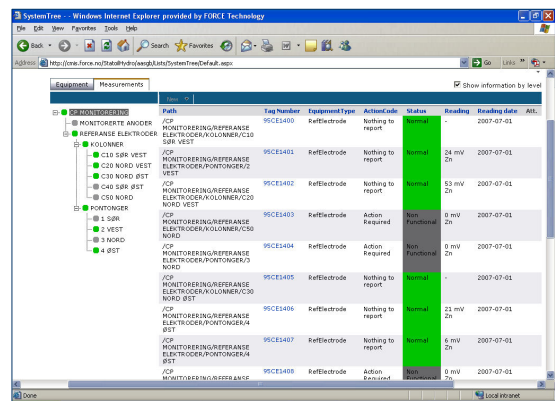 SystemTree - - Windows Internet Explorer provided by FORCE Technology
File Edit View Favorites Tools Help
Back Search Favorites
Address http://cmis.force.no/StatoilHydro/aasgb/Lists/SystemTree/Default.aspx Go Links
Equipment Measurements Show information by level
New
CP MONITORERING
MONITORERTE ANODER
REFERANSE ELEKTRODER
KOLONNER
C10 SØR VEST
C20 NORD VEST
C30 NORD ØST
C40 SØR ØST
C50 NORD
PONTONGER
1 SØR
2 VEST
3 NORD
4 ØST
Path Tag Number EquipmentType ActionCode Status Reading Reading date Att.
/CP 95CE1400 RefElectrode Nothing to Normal - 2007-07-01
MONITORERING/REFERANSE report
ELEKTRODER/KOLONNER/C10
SØR VEST
/CP 95CE1401 RefElectrode Nothing to Normal 24 mV 2007-07-01
MONITORERING/REFERANSE report Zn
ELEKTRODER/PONTONGER/2
VEST
/CP 95CE1402 RefElectrode Nothing to Normal 53 mV 2007-07-01
MONITORERING/REFERANSE report Zn
ELEKTRODER/KOLONNER/C20
NORD VEST
/CP 95CE1403 RefElectrode Action Non 0 mV 2007-07-01
MONITORERING/REFERANSE Required Functional Zn
ELEKTRODER/KOLONNER/C50
NORD
/CP 95CE1404 RefElectrode Action Non 0 mV 2007-07-01
MONITORERING/REFERANSE Required Functional Zn
ELEKTRODER/PONTONGER/3
NORD
/CP 95CE1405 RefElectrode Nothing to Normal - 2007-07-01
MONITORERING/REFERANSE report
ELEKTRODER/KOLONNER/C30
NORD ØST
/CP 95CE1406 RefElectrode Nothing to Normal 21 mV 2007-07-01
MONITORERING/REFERANSE report Zn
ELEKTRODER/PONTONGER/4
ØST
/CP 95CE1407 RefElectrode Nothing to Normal 6 mV 2007-07-01
MONITORERING/REFERANSE report Zn
ELEKTRODER/PONTONGER/4
ØST
/CP 95CE1408 RefElectrode Action Non 0 mV 2007-07-01
MONITORERING/REFERANSE Required Functional Zn
Done Local intranet